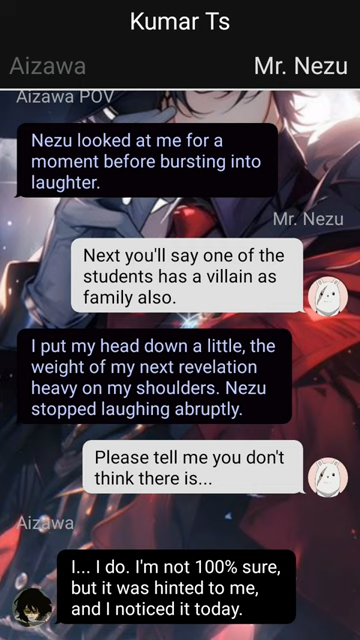 Kumar Ts
Aizawa
Mr. Nezu
Aizawa POV
Nezu looked at me for a
moment before bursting into
laughter.
Mr. Nezu
Next you'll say one of the
students has a villain as
family also.
I put my head down a little, the
weight of my next revelation
heavy on my shoulders. Nezu
stopped laughing abruptly.
Please tell me you don't
think there is...
Aizawa
I... I do. I'm not 100% sure,
but it was hinted to me,
and I noticed it today.